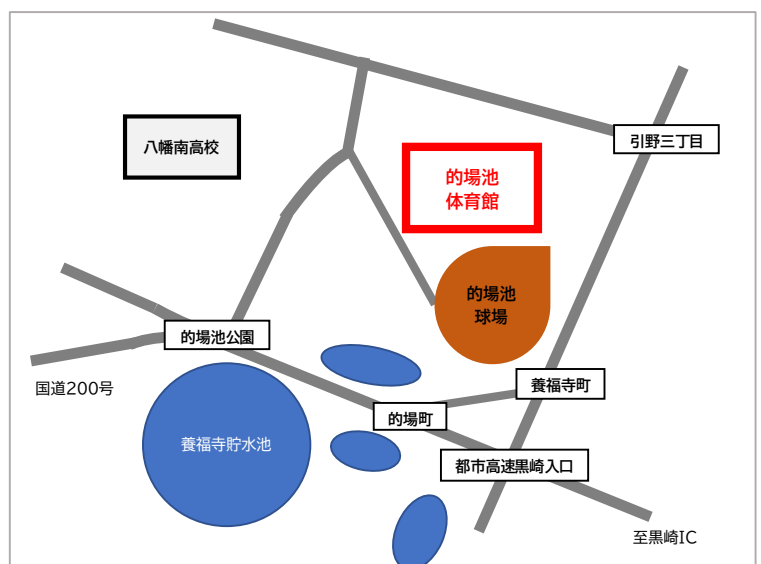 引野三丁目
八幡南高校
的場池
体育館
的場池
球場
的場池公園
国道200号
養福寺町
的場町
養福寺貯水池
都市高速黒崎入口
至黒崎IC